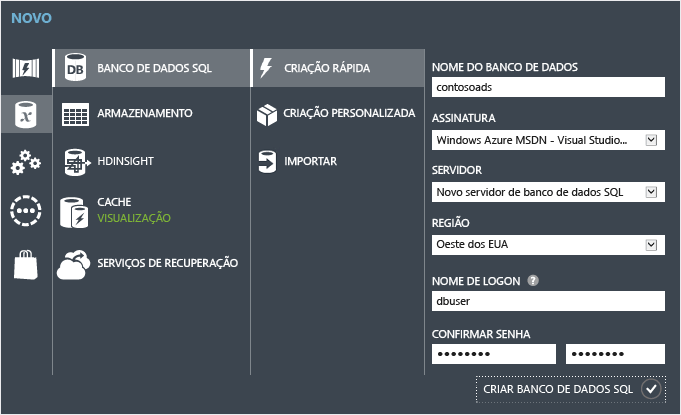 NOVO
DB
BANCO DE DADOS SQL
ARMAZENAMENTO
HDINSIGHT
CACHE
VISUALIZAÇÃO
SERVIÇOS DE RECUPERAÇÃO
x
CRIAÇÃO RÁPIDA
CRIAÇÃO PERSONALIZADA
IMPORTAR
NOME DO BANCO DE DADOS
contosoads
ASSINATURA
Windows Azure MSDN - Visual Studio...
SERVIDOR
Novo servidor de banco de dados SQL
REGIÃO
Oeste dos EUA
NOME DE LOGON ?
dbuser
CONFIRMAR SENHA
•••••••• ••••••••
CRIAR BANCO DE DADOS SQL